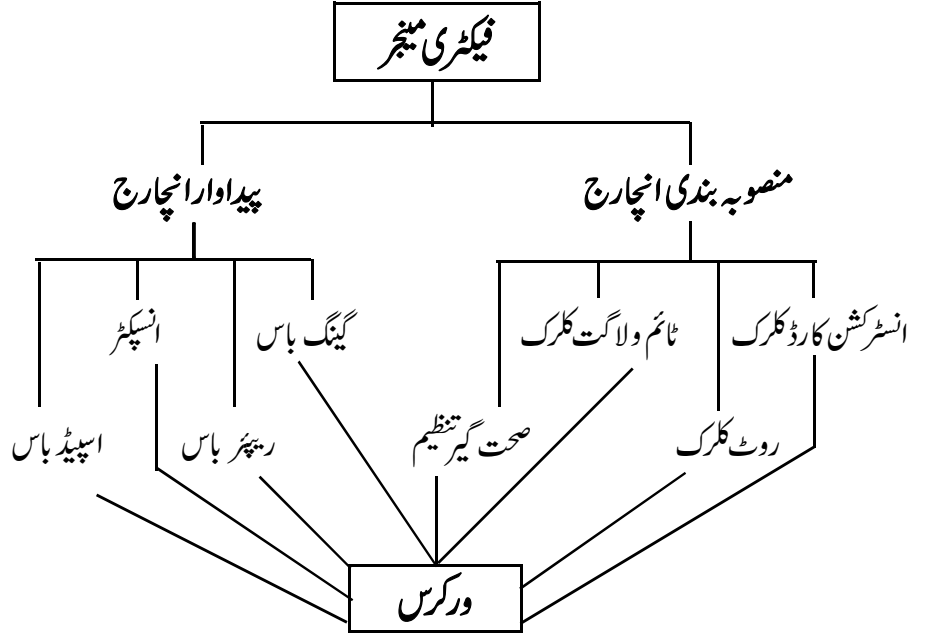 فیکٹری مینجر
منصوبہ بندی انچارج
پیداوار انچارج
انسٹرکشن کارڈ کلرک
ٹائم و لاگت کلرک
گینگ باس
انسپکٹر
روٹ کلرک
صحت گیر تنظیم
ریپئر باس
اسپیڈ باس
ورکرس